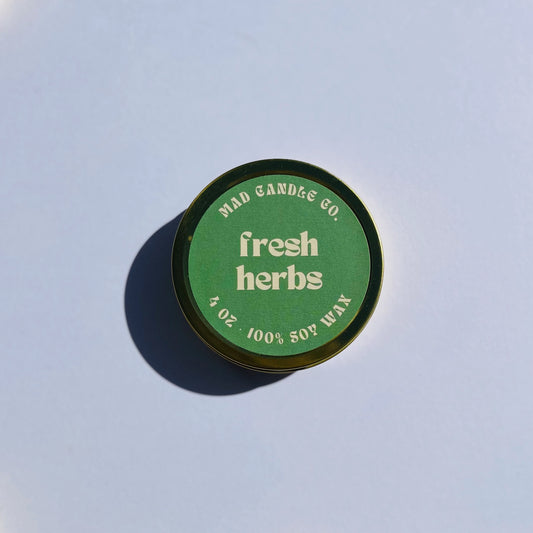 MAD CANDLE CO.
fresh
herbs
4 OZ · 100% SOY WAX